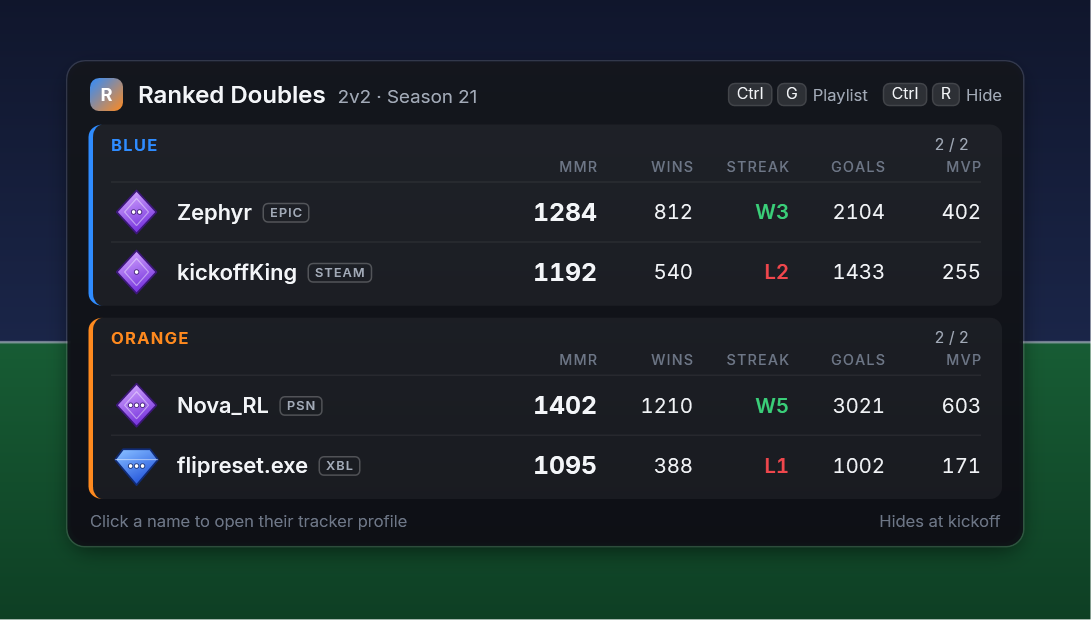 R Ranked Doubles 2v2 · Season 21 Ctrl G Playlist Ctrl R Hide
BLUE 2 / 2
MMR WINS STREAK GOALS MVP
Zephyr EPIC 1284 812 W3 2104 402
kickoffKing STEAM 1192 540 L2 1433 255
ORANGE 2 / 2
MMR WINS STREAK GOALS MVP
Nova_RL PSN 1402 1210 W5 3021 603
flipreset.exe XBL 1095 388 L1 1002 171
Click a name to open their tracker profile Hides at kickoff